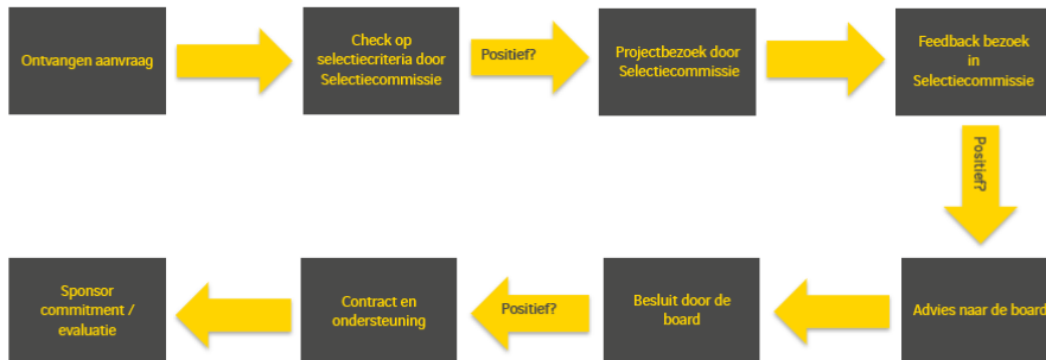 Ontvangen aanvraag
Check op
selectiecriteria door
Selectiecommissie
Positief?
Projectbezoek door
Selectiecommissie
Feedback bezoek
in
Selectiecommissie
Positief?
Advies naar de board
Besluit door de
board
Positief?
Contract en
ondersteuning
Sponsor
commitment /
evaluatie